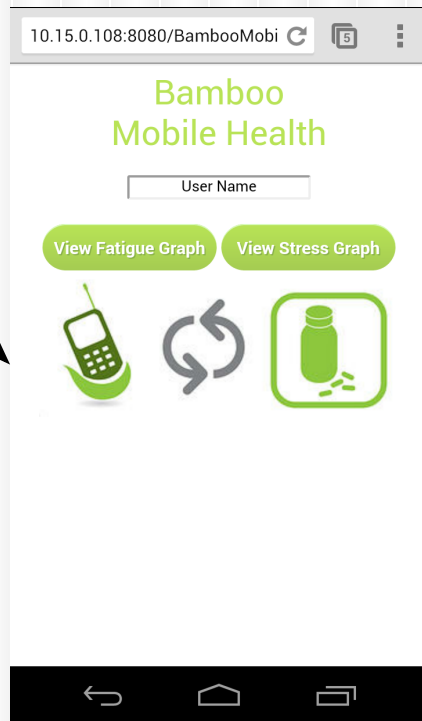 10.15.0.108:8080/BambooMobi
5
Bamboo
Mobile Health
User Name
View Fatigue Graph View Stress Graph